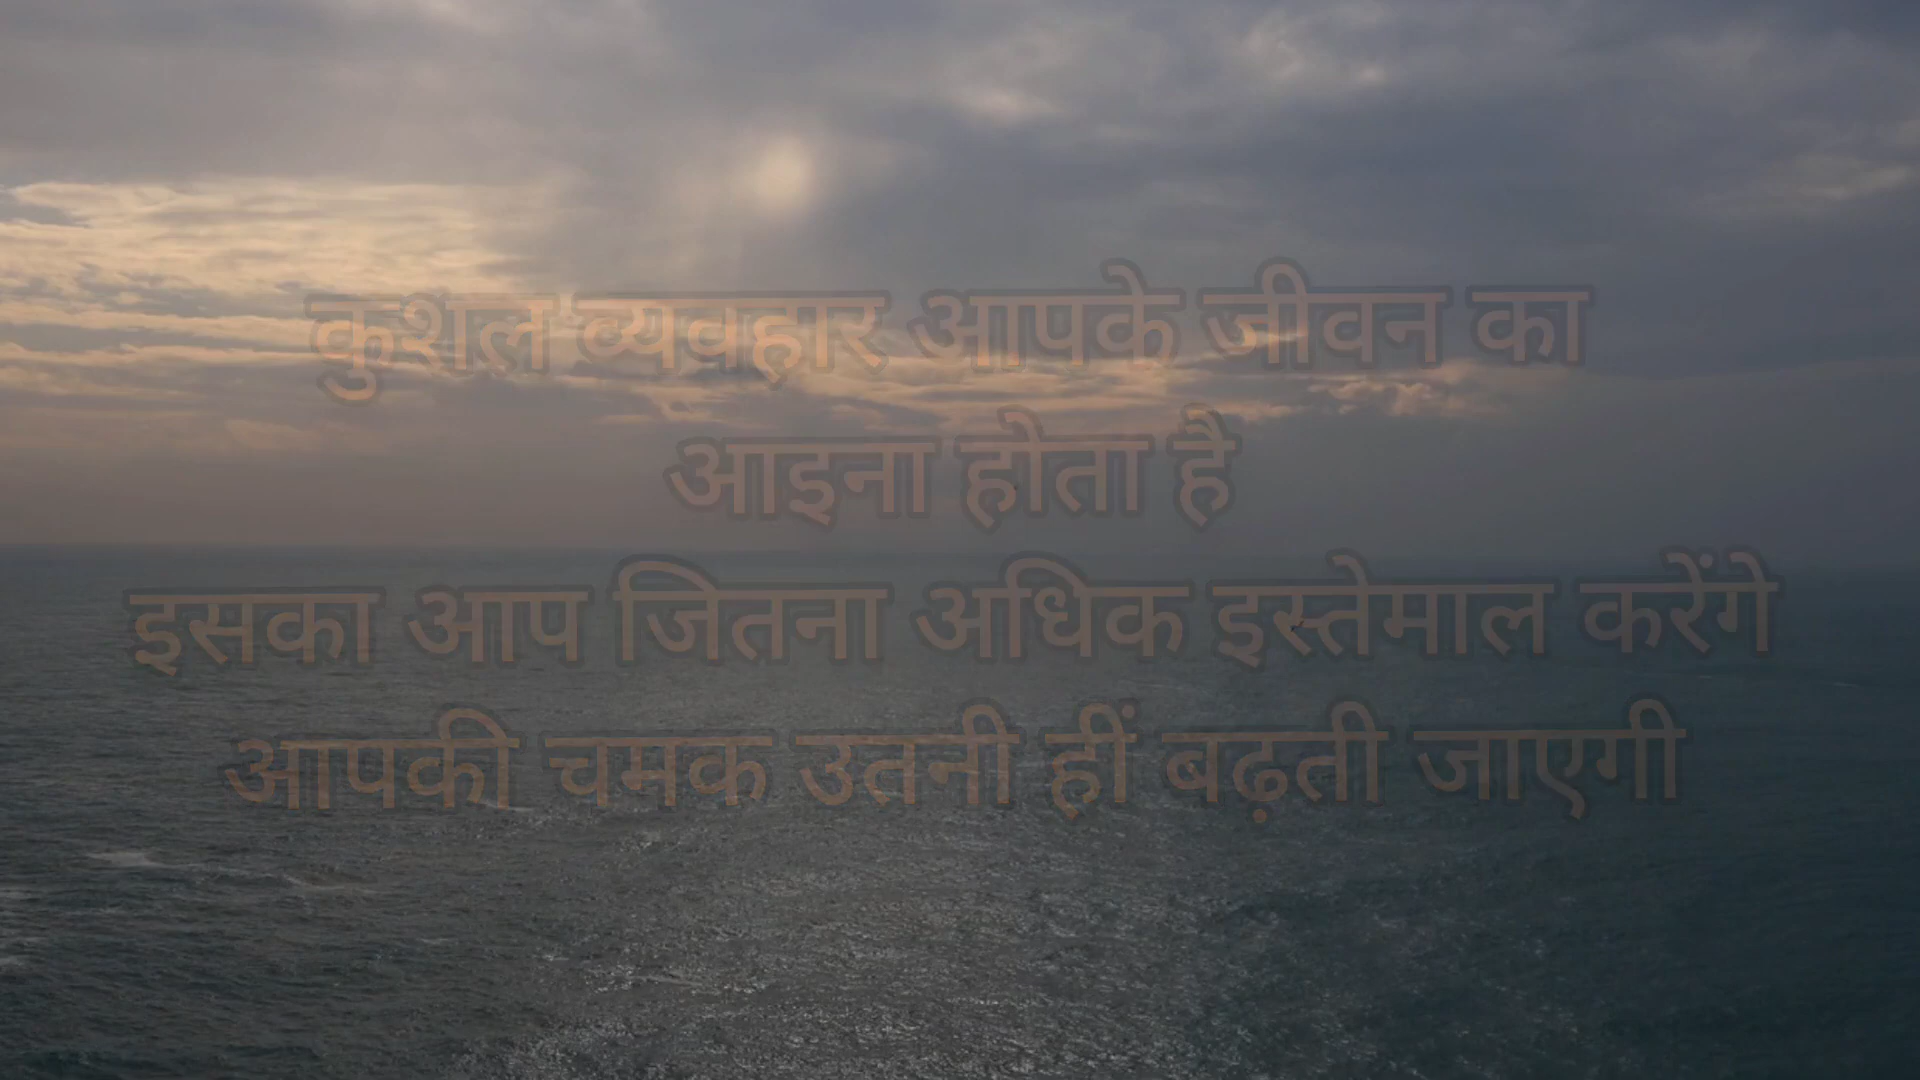 कुशल व्यवहार आपके जीवन का
आइना होता है
इसका आप जितना अधिक इस्तेमाल करेंगे
आपकी चमक उतनी हीं बढ़ती जाएगी